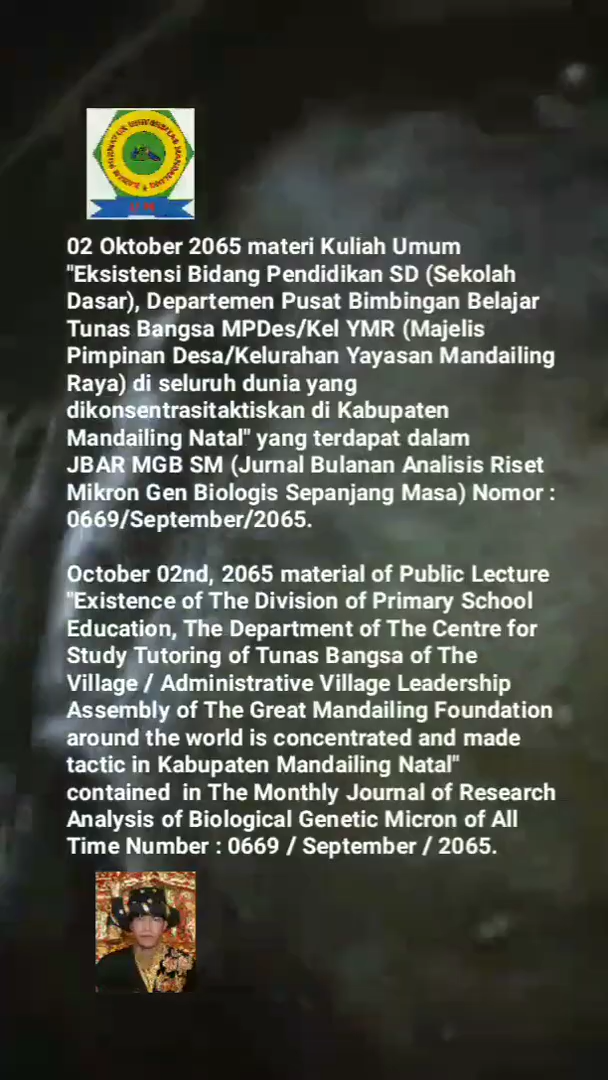 02 Oktober 2065 materi Kuliah Umum
"Eksistensi Bidang Pendidikan SD (Sekolah
Dasar), Departemen Pusat Bimbingan Belajar
Tunas Bangsa MPDes/Kel YMR (Majelis
Pimpinan Desa/Kelurahan Yayasan Mandailing
Raya) di seluruh dunia yang
dikonsentrasitaktiskan di Kabupaten
Mandailing Natal" yang terdapat dalam
JBAR MGB SM (Jurnal Bulanan Analisis Riset
Mikron Gen Biologis Sepanjang Masa) Nomor :
0669/September/2065.
October 02nd, 2065 material of Public Lecture
"Existence of The Division of Primary School
Education, The Department of The Centre for
Study Tutoring of Tunas Bangsa of The
Village / Administrative Village Leadership
Assembly of The Great Mandailing Foundation
around the world is concentrated and made
tactic in Kabupaten Mandailing Natal"
contained in The Monthly Journal of Research
Analysis of Biological Genetic Micron of All
Time Number : 0669 / September / 2065.